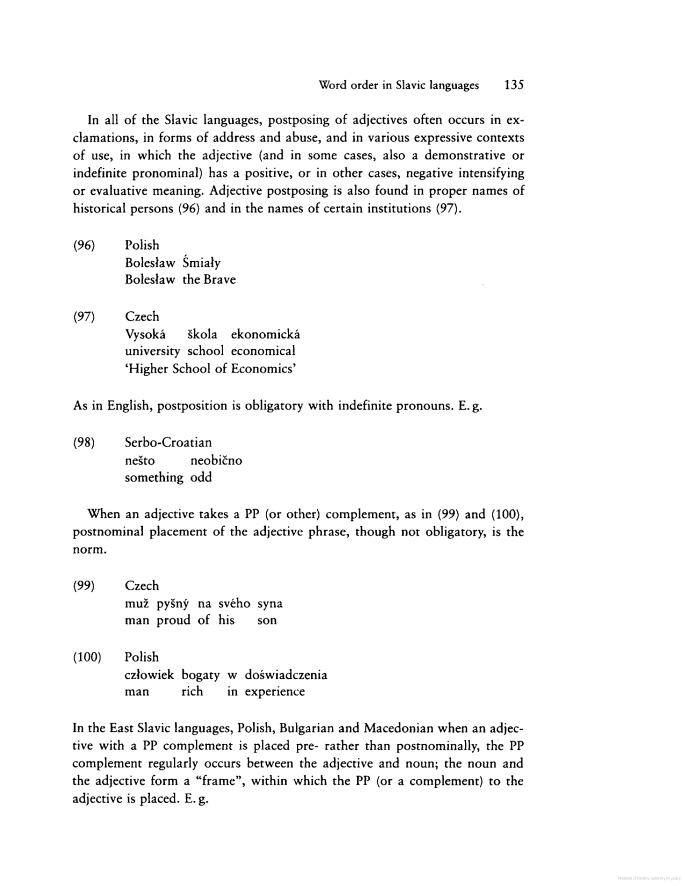 Word order in Slavic languages 135
In all of the Slavic languages, postposing of adjectives often occurs in ex-
clamations, in forms of address and abuse, and in various expressive contexts
of use, in which the adjective (and in some cases, also a demonstrative or
indefinite pronominal) has a positive, or in other cases, negative intensifying
or evaluative meaning. Adjective postposing is also found in proper names of
historical persons (96) and in the names of certain institutions (97).
(96) Polish
Bolesław Śmiały
Bolesław the Brave
(97) Czech
Vysoká škola ekonomická
university school economical
‘Higher School of Economics’
As in English, postposition is obligatory with indefinite pronouns. E. g.
(98) Serbo-Croatian
nešto neobično
something odd
When an adjective takes a PP (or other) complement, as in (99) and (100),
postnominal placement of the adjective phrase, though not obligatory, is the
norm.
(99) Czech
muž pyšný na svého syna
man proud of his son
(100) Polish
człowiek bogaty w doświadczenia
man rich in experience
In the East Slavic languages, Polish, Bulgarian and Macedonian when an adjec-
tive with a PP complement is placed pre- rather than postnominally, the PP
complement regularly occurs between the adjective and noun; the noun and
the adjective form a “frame”, within which the PP (or a complement) to the
adjective is placed. E. g.